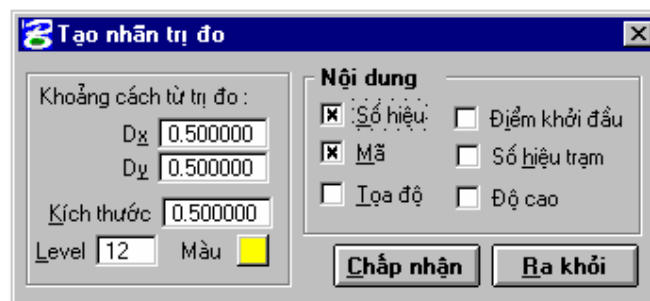 Tạo nhãn trị đo
Khoảng cách từ trị đo :
Dx 0.500000
Dy 0.500000
Kích thước 0.500000
Level 12 Màu
Nội dung
Số hiệu Điểm khởi đầu
Mã Số hiệu trạm
Tọa độ Độ cao
Chấp nhận Ra khỏi